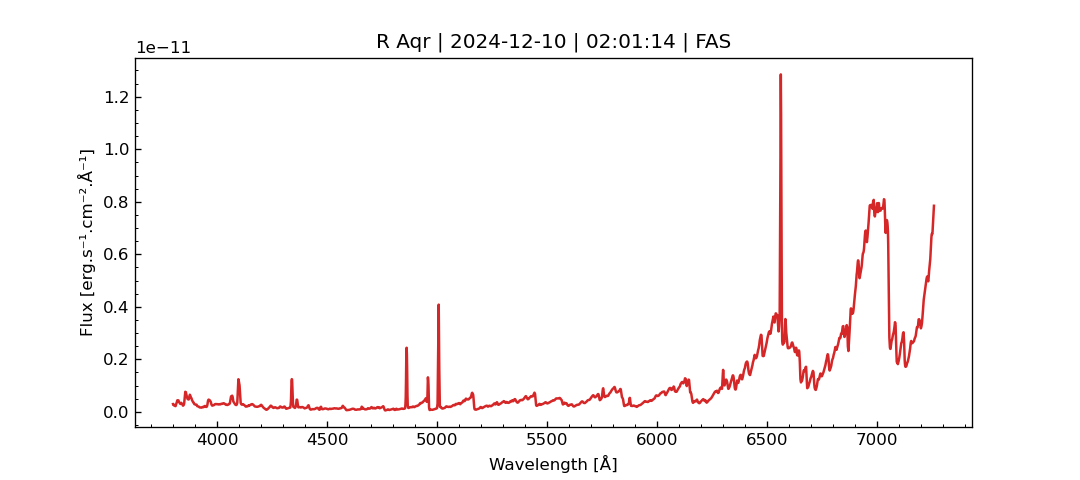 R Aqr | 2024-12-10 | 02:01:14 | FAS
1e−11
1.2
1.0
0.8
0.6
0.4
0.2
0.0
Flux [erg.s⁻¹.cm⁻².Å⁻¹]
4000 4500 5000 5500 6000 6500 7000
Wavelength [Å]